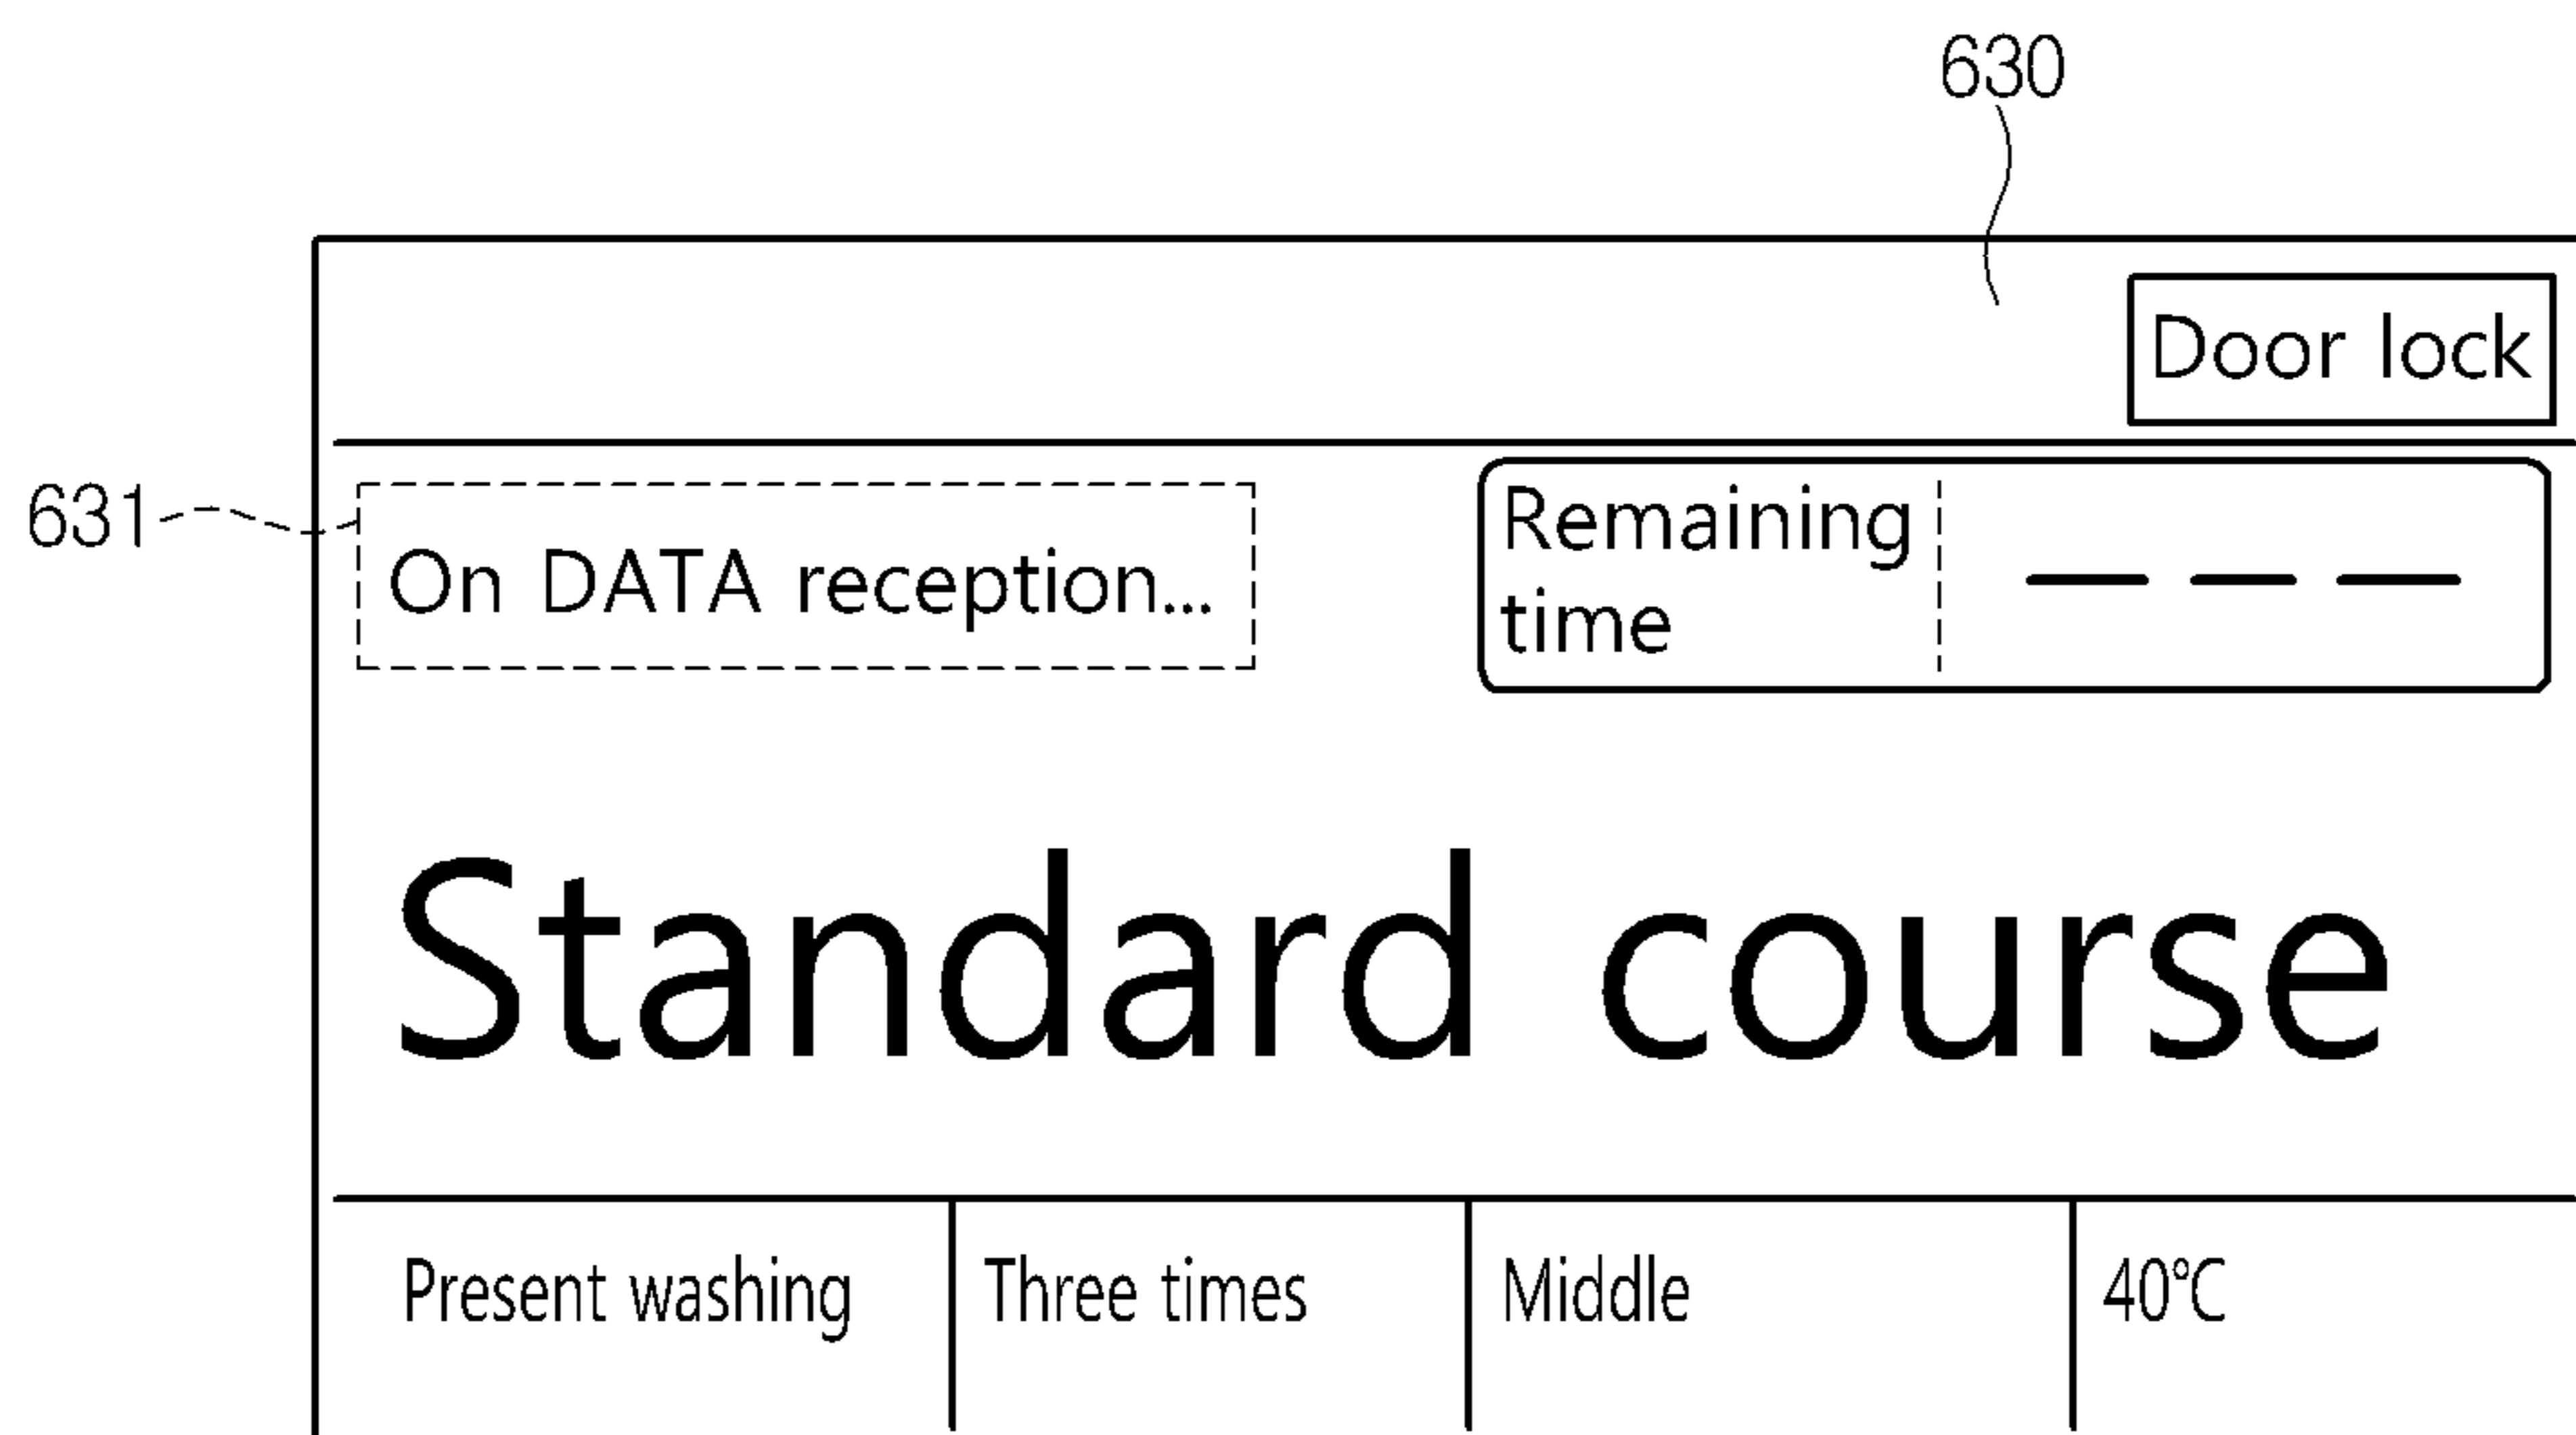 630
Door lock
631
On DATA reception...
Remaining
time
— — —
Standard course
Present washing
Three times
Middle
40°C